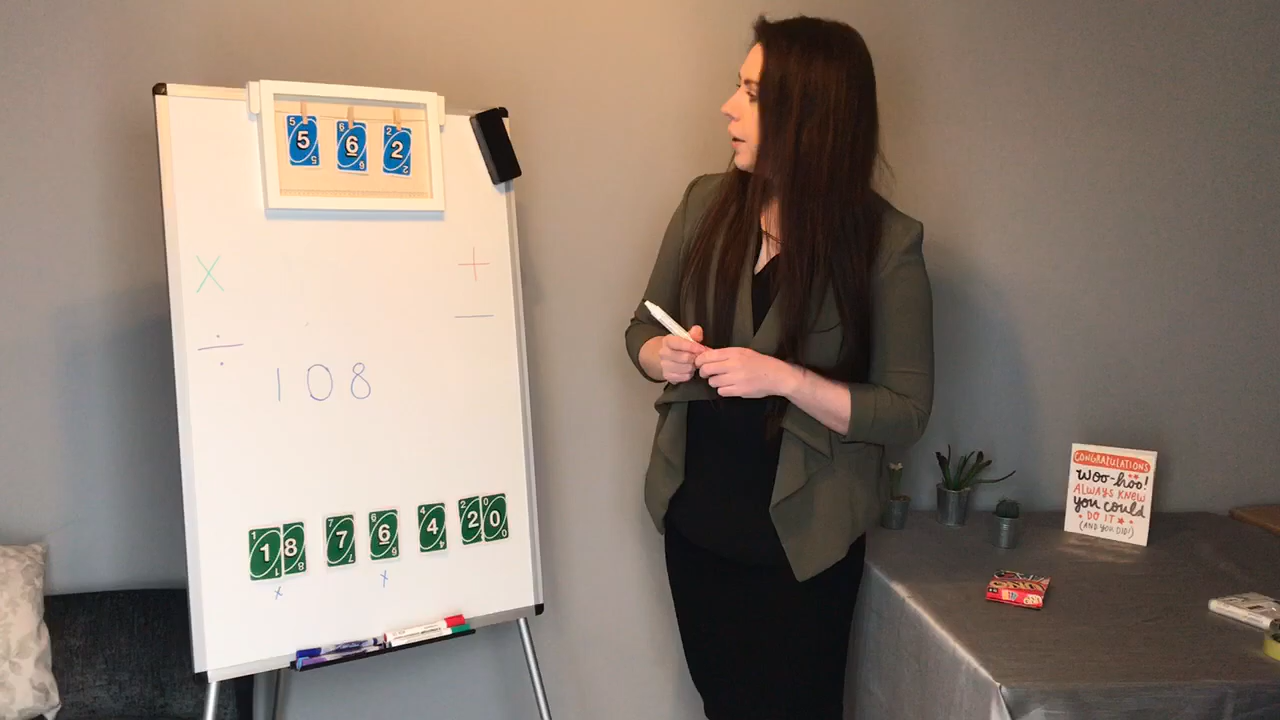 5 6 2
X +
÷ −
108
18 7 6 4 20
x x
CONGRATULATIONS
WOO-hoo!
ALWAYS KNEW
you could
DO IT
(AND YOU DID!)
UNO